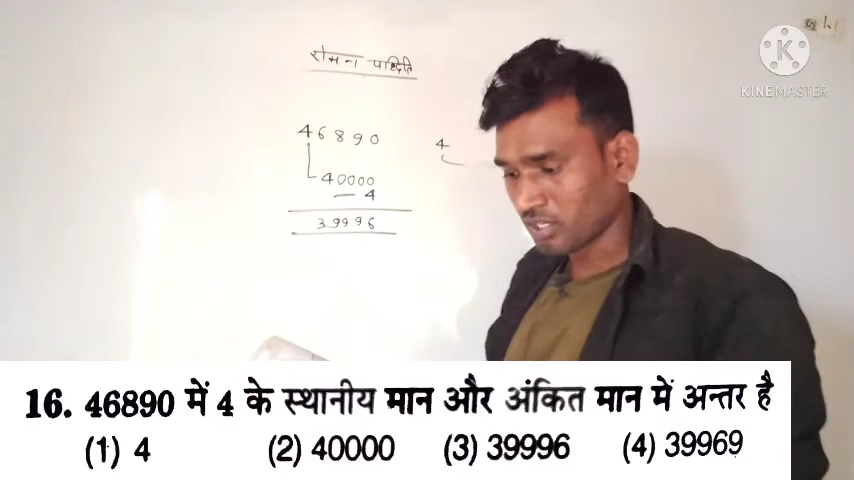 रोमन पद्धति
46890
4
40000
— 4
39996
KINEMASTER
16. 46890 में 4 के स्थानीय मान और अंकित मान में अन्तर है
(1) 4 (2) 40000 (3) 39996 (4) 39969